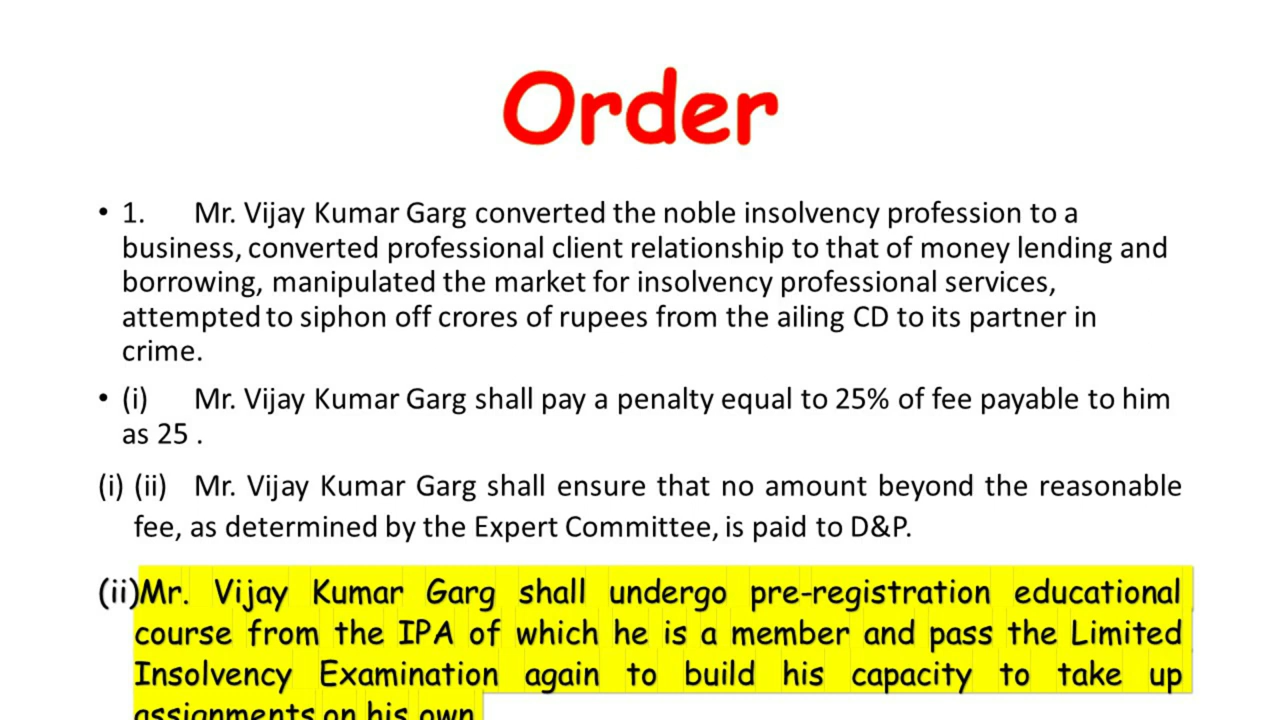 Order
• 1. Mr. Vijay Kumar Garg converted the noble insolvency profession to a
business, converted professional client relationship to that of money lending and
borrowing, manipulated the market for insolvency professional services,
attempted to siphon off crores of rupees from the ailing CD to its partner in
crime.
• (i) Mr. Vijay Kumar Garg shall pay a penalty equal to 25% of fee payable to him
as 25 .
(i) (ii) Mr. Vijay Kumar Garg shall ensure that no amount beyond the reasonable
fee, as determined by the Expert Committee, is paid to D&P.
(ii)Mr. Vijay Kumar Garg shall undergo pre-registration educational
course from the IPA of which he is a member and pass the Limited
Insolvency Examination again to build his capacity to take up
assignments on his own